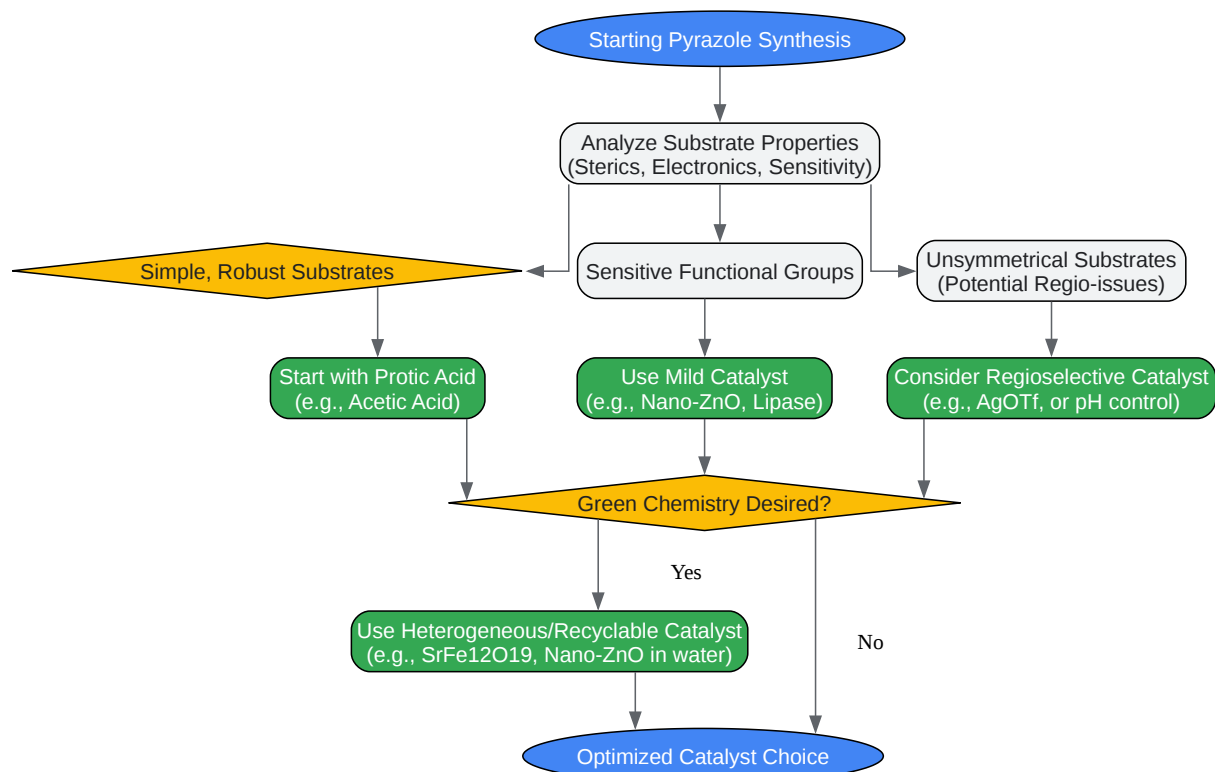 Starting Pyrazole Synthesis
Analyze Substrate Properties
(Sterics, Electronics, Sensitivity)
Simple, Robust Substrates
Sensitive Functional Groups
Unsymmetrical Substrates
(Potential Regio-issues)
Start with Protic Acid
(e.g., Acetic Acid)
Use Mild Catalyst
(e.g., Nano-ZnO, Lipase)
Consider Regioselective Catalyst
(e.g., AgOTf, or pH control)
Green Chemistry Desired?
Yes
Use Heterogeneous/Recyclable Catalyst
(e.g., SrFe12O19, Nano-ZnO in water)
No
Optimized Catalyst Choice